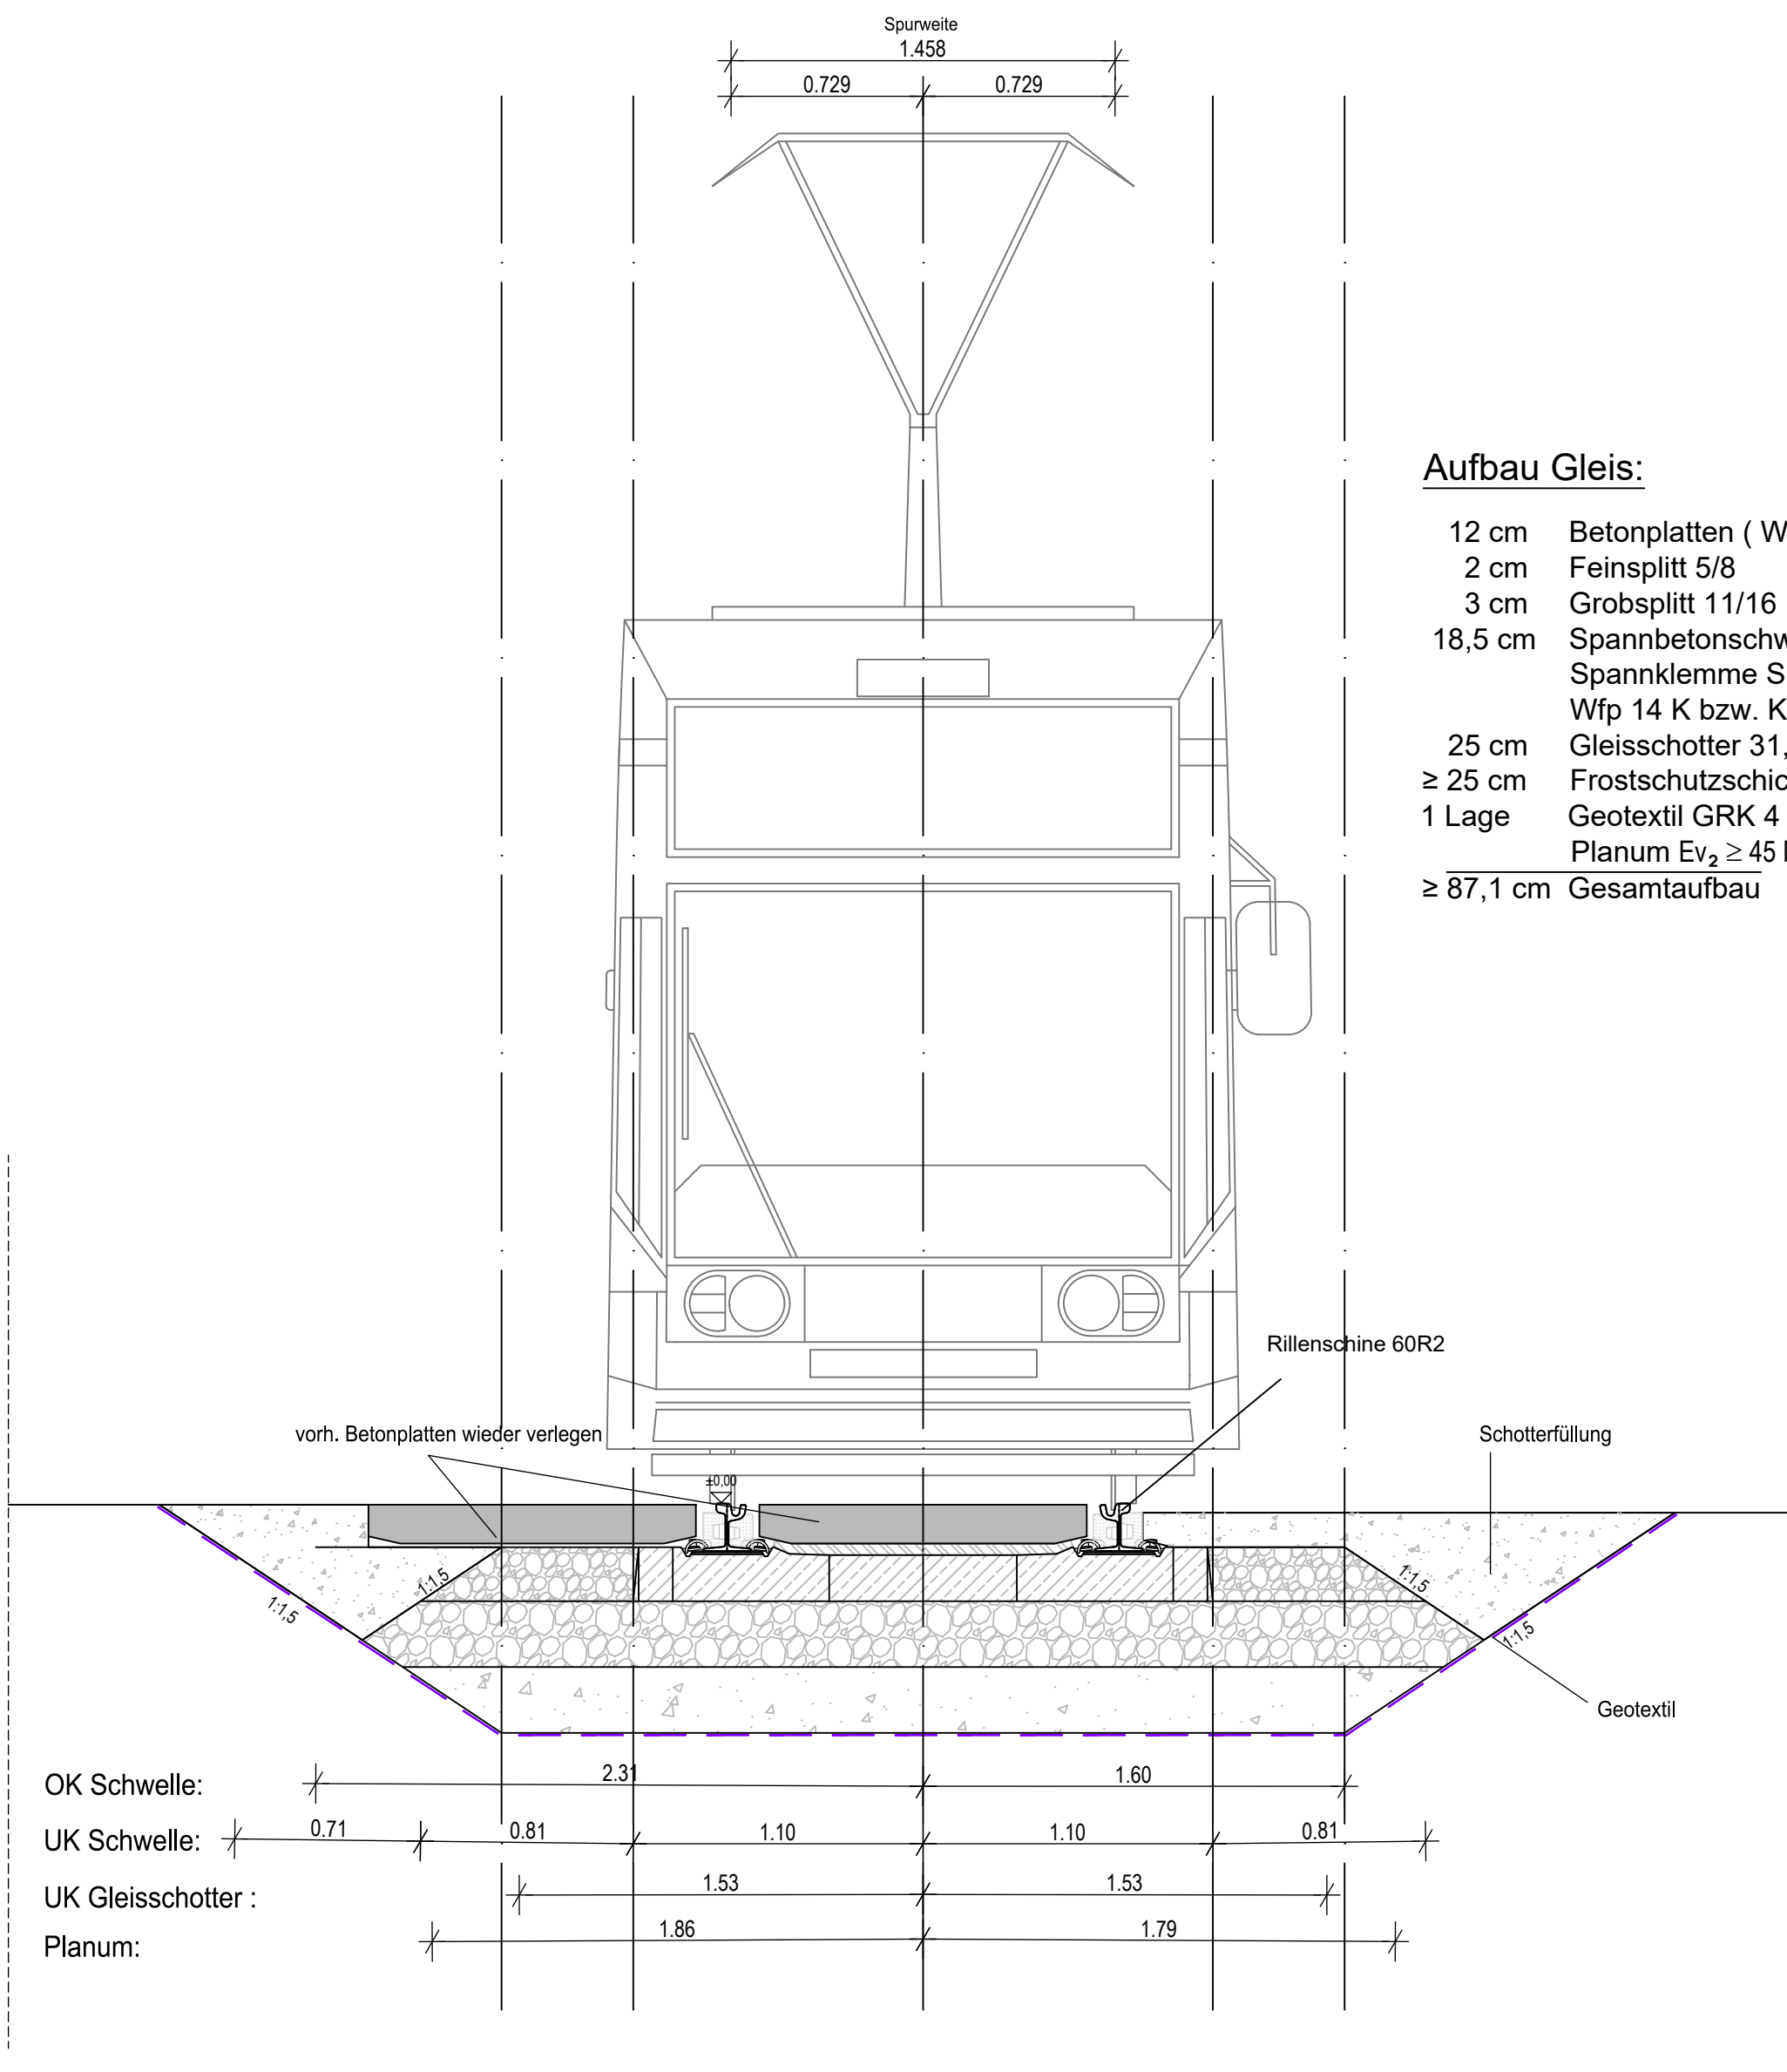 Spurweite
1.458
0.729 0.729
Aufbau Gleis:
12 cm Betonplatten ( W
2 cm Feinsplitt 5/8
3 cm Grobsplitt 11/16
18,5 cm Spannbetonschw
Spannklemme S
Wfp 14 K bzw. K
25 cm Gleisschotter 31,
≥ 25 cm Frostschutzschic
1 Lage Geotextil GRK 4
Planum Ev₂ ≥ 45
≥ 87,1 cm Gesamtaufbau
Rillenschine 60R2
vorh. Betonplatten wieder verlegen
Schotterfüllung
±0,00
1:1,5
1:1,5
1:1,5
1:1,5
Geotextil
OK Schwelle: 2.31 1.60
UK Schwelle: 0.71 0.81 1.10 1.10 0.81
UK Gleisschotter : 1.53 1.53
Planum: 1.86 1.79